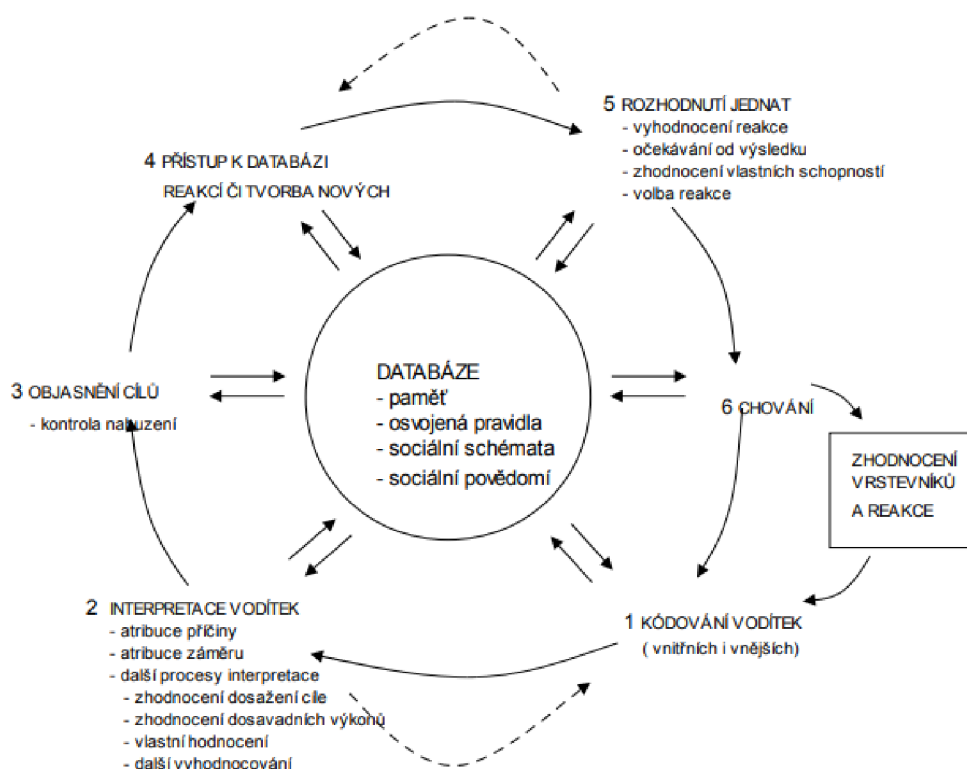 5 ROZHODNUTÍ JEDNAT
- vyhodnocení reakce
- očekávání od výsledku
- zhodnocení vlastních schopností
- volba reakce
4 PŘÍSTUP K DATABÁZI
REAKCÍ ČI TVORBA NOVÝCH
DATABÁZE
- paměť
- osvojená pravidla
- sociální schémata
- sociální povědomí
3 OBJASNĚNÍ CÍLŮ
- kontrola nabuzení
6 CHOVÁNÍ
ZHODNOCENÍ
VRSTEVNÍKŮ
A REAKCE
2 INTERPRETACE VODÍTEK
- atribuce příčiny
- atribuce záměru
- další procesy interpretace
- zhodnocení dosažení cíle
- zhodnocení dosavadních výkonů
- vlastní hodnocení
- další vyhodnocování
1 KÓDOVÁNÍ VODÍTEK
( vnitřních i vnějších)